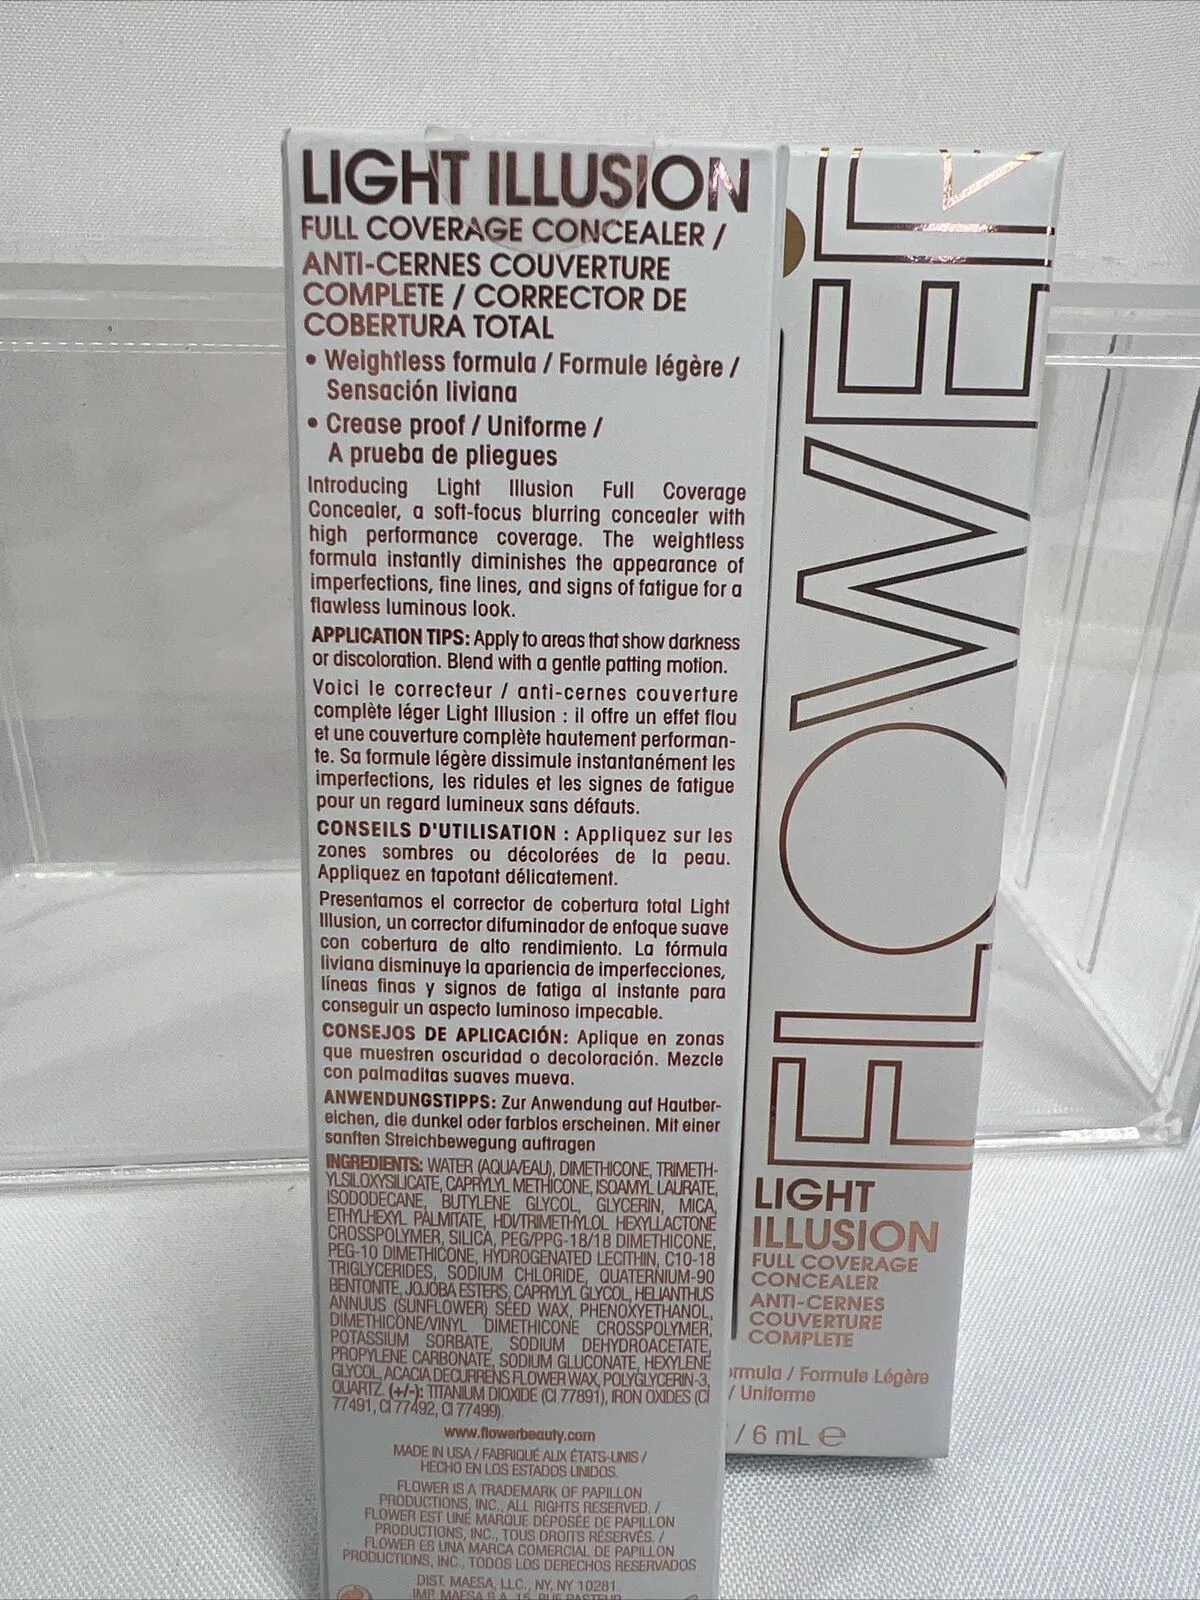 LIGHT ILLUSION
FULL COVERAGE CONCEALER /
ANTI-CERNES COUVERTURE
COMPLETE / CORRECTOR DE
COBERTURA TOTAL
• Weightless formula / Formule légère /
Sensación liviana
• Crease proof / Uniforme /
A prueba de pliegues
Introducing Light Illusion Full Coverage
Concealer, a soft-focus blurring concealer with
high performance coverage. The weightless
formula instantly diminishes the appearance of
imperfections, fine lines, and signs of fatigue for a
flawless luminous look.
APPLICATION TIPS: Apply to areas that show darkness
or discoloration. Blend with a gentle patting motion.
Voici le correcteur / anti-cernes couverture
complète léger Light Illusion : il offre un effet flou
et une couverture complète hautement performan-
te. Sa formule légère dissimule instantanément les
imperfections, les ridules et les signes de fatigue
pour un regard lumineux sans défauts.
CONSEILS D'UTILISATION : Appliquez sur les
zones sombres ou décolorées de la peau.
Appliquez en tapotant délicatement.
Presentamos el corrector de cobertura total Light
Illusion, un corrector difuminador de enfoque suave
con cobertura de alto rendimiento. La fórmula
liviana disminuye la apariencia de imperfecciones,
líneas finas y signos de fatiga al instante para
conseguir un aspecto luminoso impecable.
CONSEJOS DE APLICACIÓN: Aplique en zonas
que muestren oscuridad o decoloración. Mezcle
con palmaditas suaves mueva.
ANWENDUNGSTIPPS: Zur Anwendung auf Hautber-
eichen, die dunkel oder farblos erscheinen. Mit einer
sanften Streichbewegung auftragen
INGREDIENTS: WATER (AQUA/EAU), DIMETHICONE, TRIMETH-
YLSILOXYSILICATE, CAPRYLYL METHICONE, ISOAMYL LAURATE,
ISODODECANE, BUTYLENE GLYCOL, GLYCERIN, MICA,
ETHYLHEXYL PALMITATE, HDI/TRIMETHYLOL HEXYLLACTONE
CROSSPOLYMER, SILICA, PEG/PPG-18/18 DIMETHICONE,
PEG-10 DIMETHICONE, HYDROGENATED LECITHIN, C10-18
TRIGLYCERIDES, SODIUM CHLORIDE, QUATERNIUM-90
BENTONITE, JOJOBA ESTERS, CAPRYLYL GLYCOL, HELIANTHUS
ANNUUS (SUNFLOWER) SEED WAX, PHENOXYETHANOL,
DIMETHICONE/VINYL DIMETHICONE CROSSPOLYMER,
POTASSIUM SORBATE, SODIUM DEHYDROACETATE,
PROPYLENE CARBONATE, SODIUM GLUCONATE, HEXYLENE
GLYCOL, ACACIA DECURRENS FLOWER WAX, POLYGLYCERIN-3,
QUARTZ. (+/-): TITANIUM DIOXIDE (CI 77891), IRON OXIDES (CI
77491, CI 77492, CI 77499).
www.flowerbeauty.com
MADE IN USA / FABRIQUÉ AUX ÉTATS-UNIS /
HECHO EN LOS ESTADOS UNIDOS.
FLOWER IS A TRADEMARK OF PAPILLON
PRODUCTIONS, INC., ALL RIGHTS RESERVED. /
FLOWER EST UNE MARQUE DÉPOSÉE DE PAPILLON
PRODUCTIONS, INC., TOUS DROITS RÉSERVÉS. /
FLOWER ES UNA MARCA COMERCIAL DE PAPILLON
PRODUCTIONS, INC., TODOS LOS DERECHOS RESERVADOS
DIST. MAESA, LLC., NY, NY 10281.
IMP. MAESA S.A. 15, RUE PASTEUR
FLOWER
LIGHT
ILLUSION
FULL COVERAGE
CONCEALER
ANTI-CERNES
COUVERTURE
COMPLETE
ormula / Formule Légère
/ Uniforme
/ 6 mL ℮